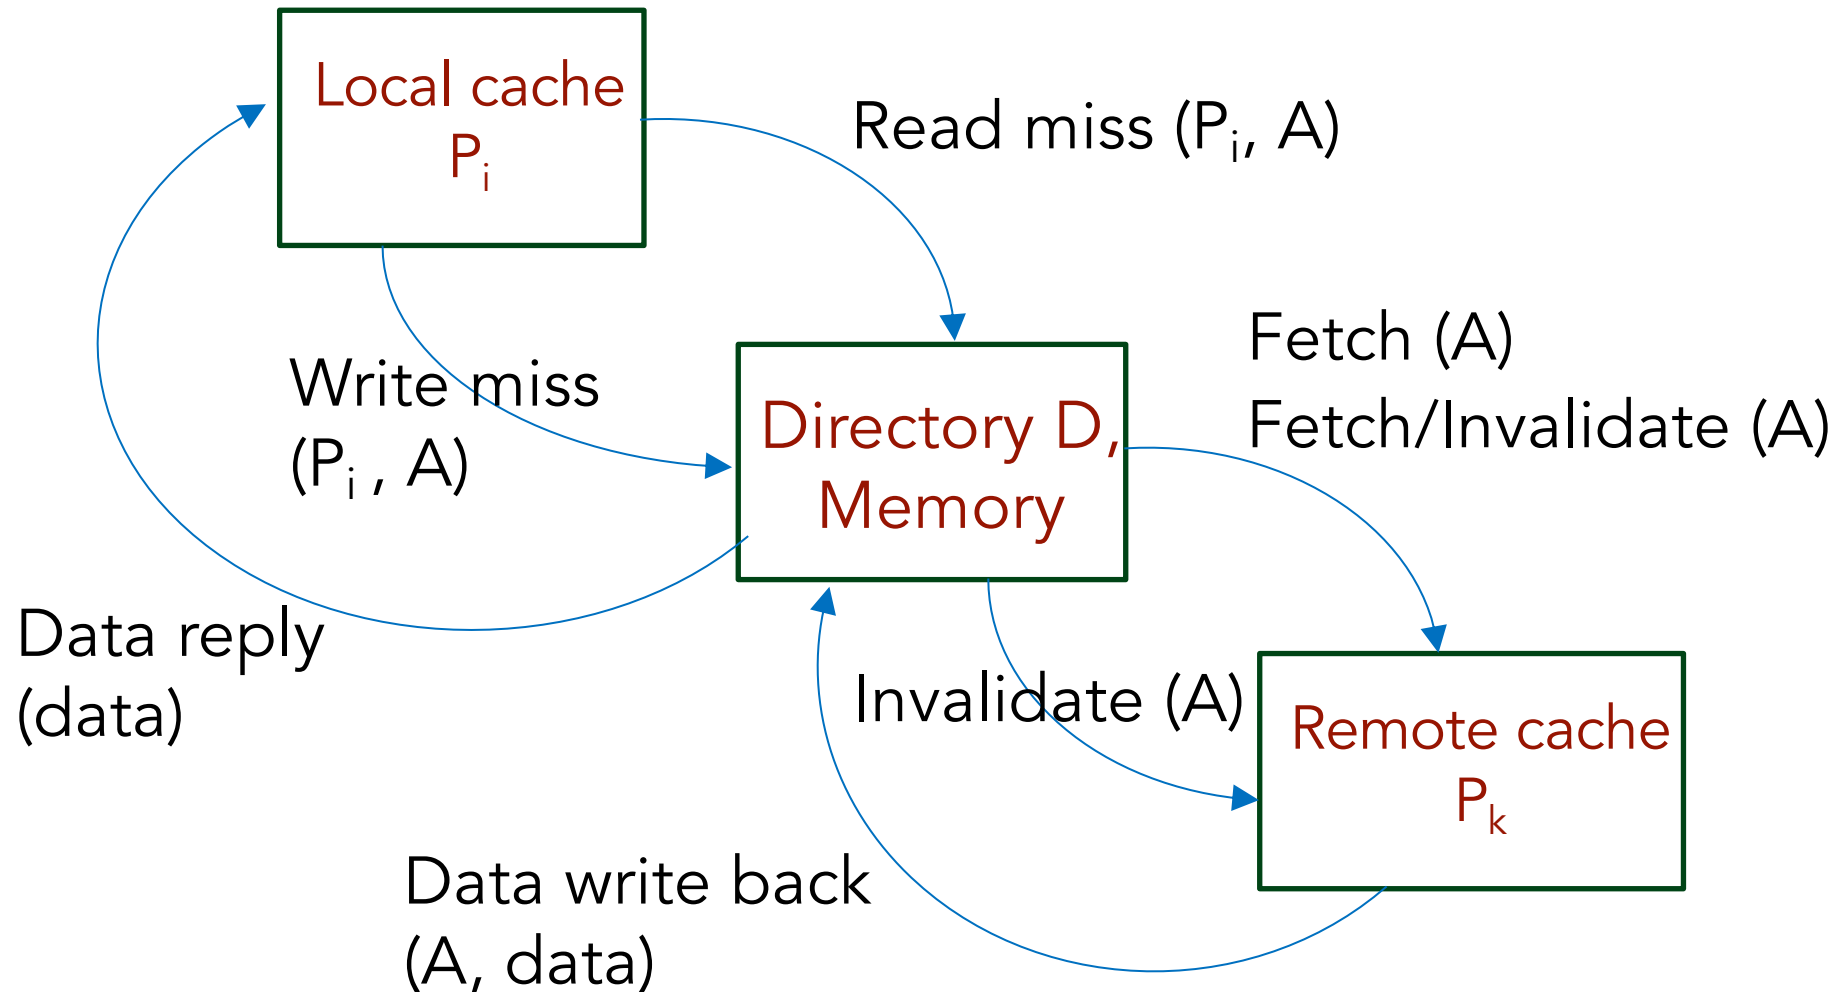 Local cache
Pᵢ
Read miss (Pᵢ, A)
Write miss
(Pᵢ , A)
Directory D,
Memory
Fetch (A)
Fetch/Invalidate (A)
Data reply
(data)
Invalidate (A)
Remote cache
Pₖ
Data write back
(A, data)